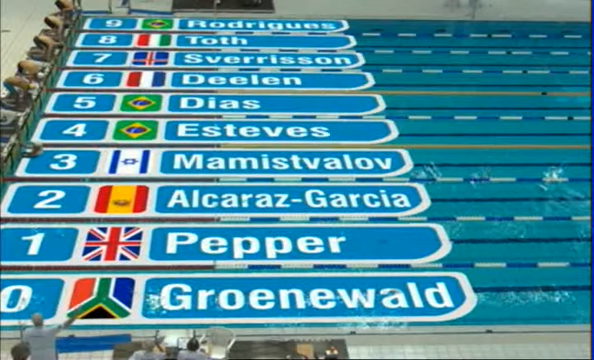 9 Rodrigues
8 Toth
7 Sverrisson
6 Deelen
5 Dias
4 Esteves
3 Mamistvalov
2 Alcaraz-Garcia
1 Pepper
0 Groenewald